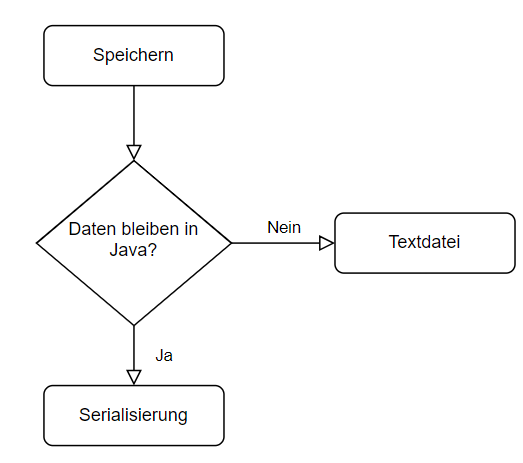 Speichern
Daten bleiben in
Java?
Nein
Textdatei
Ja
Serialisierung